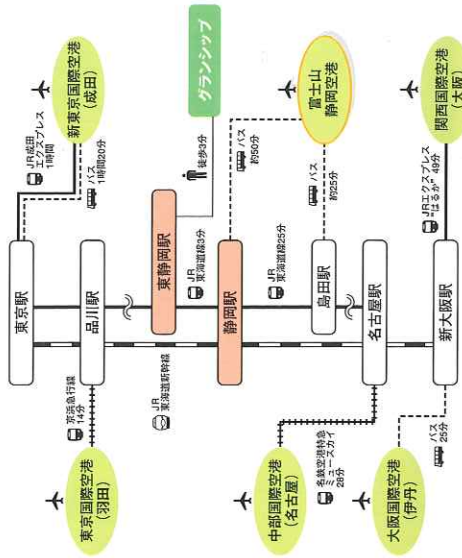 新東京国際空港
(成田)
JR成田
エクスプレス
1時間
バス
1時間20分
東京駅
品川駅
京浜急行線
14分
東京国際空港
(羽田)
グランシップ
徒歩3分
東静岡駅
JR
東海道線3分
JR
東海道新幹線
静岡駅
バス
約50分
富士山
静岡空港
バス
約25分
JR
東海道線25分
島田駅
名古屋駅
名鉄空港特急
ミュースカイ
28分
中部国際空港
(名古屋)
新大阪駅
JRエクスプレス
"はるか" 49分
関西国際空港
(大阪)
バス
25分
大阪国際空港
(伊丹)